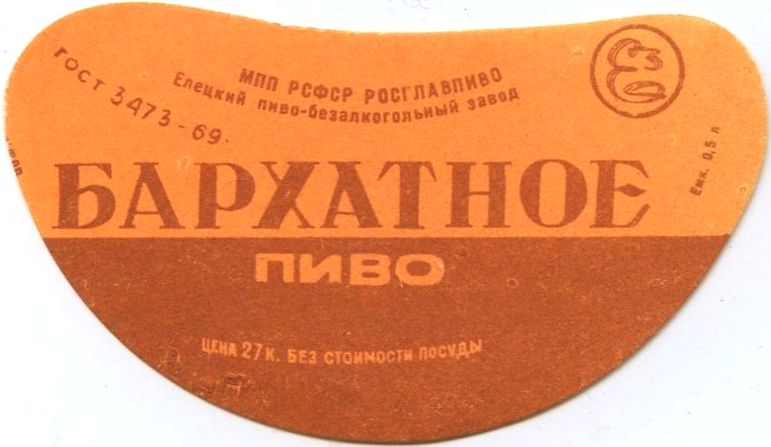 ГОСТ 3473-69.
МПП РСФСР РОСГЛАВПИВО
Елецкий пиво-безалкогольный завод
Емк. 0,5 л
БАРХАТНОЕ
ПИВО
ЦЕНА 27 К. БЕЗ СТОИМОСТИ ПОСУДЫ